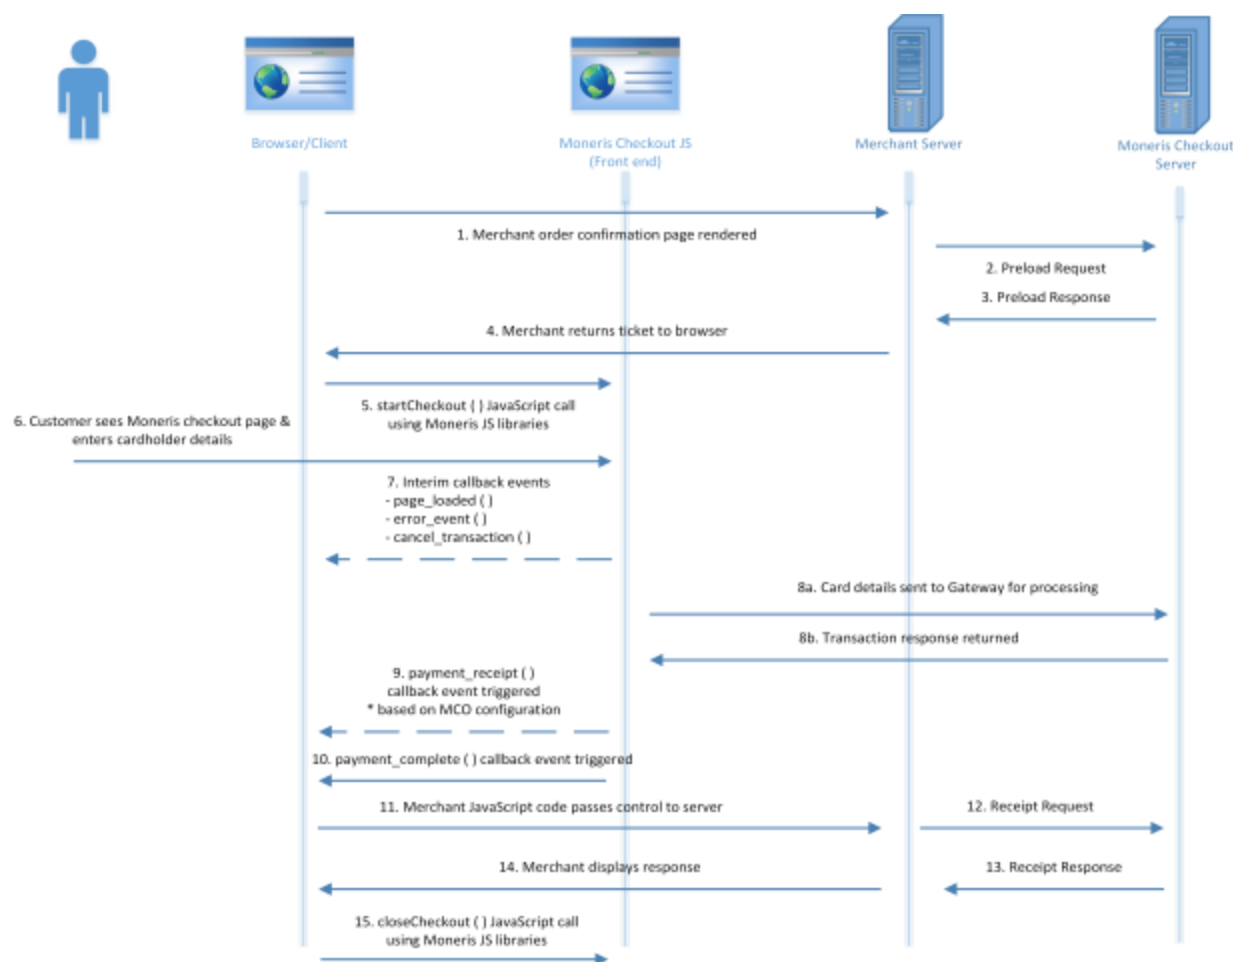 Browser/Client
Moneris Checkout JS
(Front end)
Merchant Server
Moneris Checkout
Server
1. Merchant order confirmation page rendered
2. Preload Request
3. Preload Response
4. Merchant returns ticket to browser
5. startCheckout ( ) JavaScript call
using Moneris JS libraries
6. Customer sees Moneris checkout page &
enters cardholder details
7. Interim callback events
- page_loaded ( )
- error_event ( )
- cancel_transaction ( )
8a. Card details sent to Gateway for processing
8b. Transaction response returned
9. payment_receipt ( )
callback event triggered
* based on MCO configuration
10. payment_complete ( ) callback event triggered
11. Merchant JavaScript code passes control to server
12. Receipt Request
13. Receipt Response
14. Merchant displays response
15. closeCheckout ( ) JavaScript call
using Moneris JS libraries